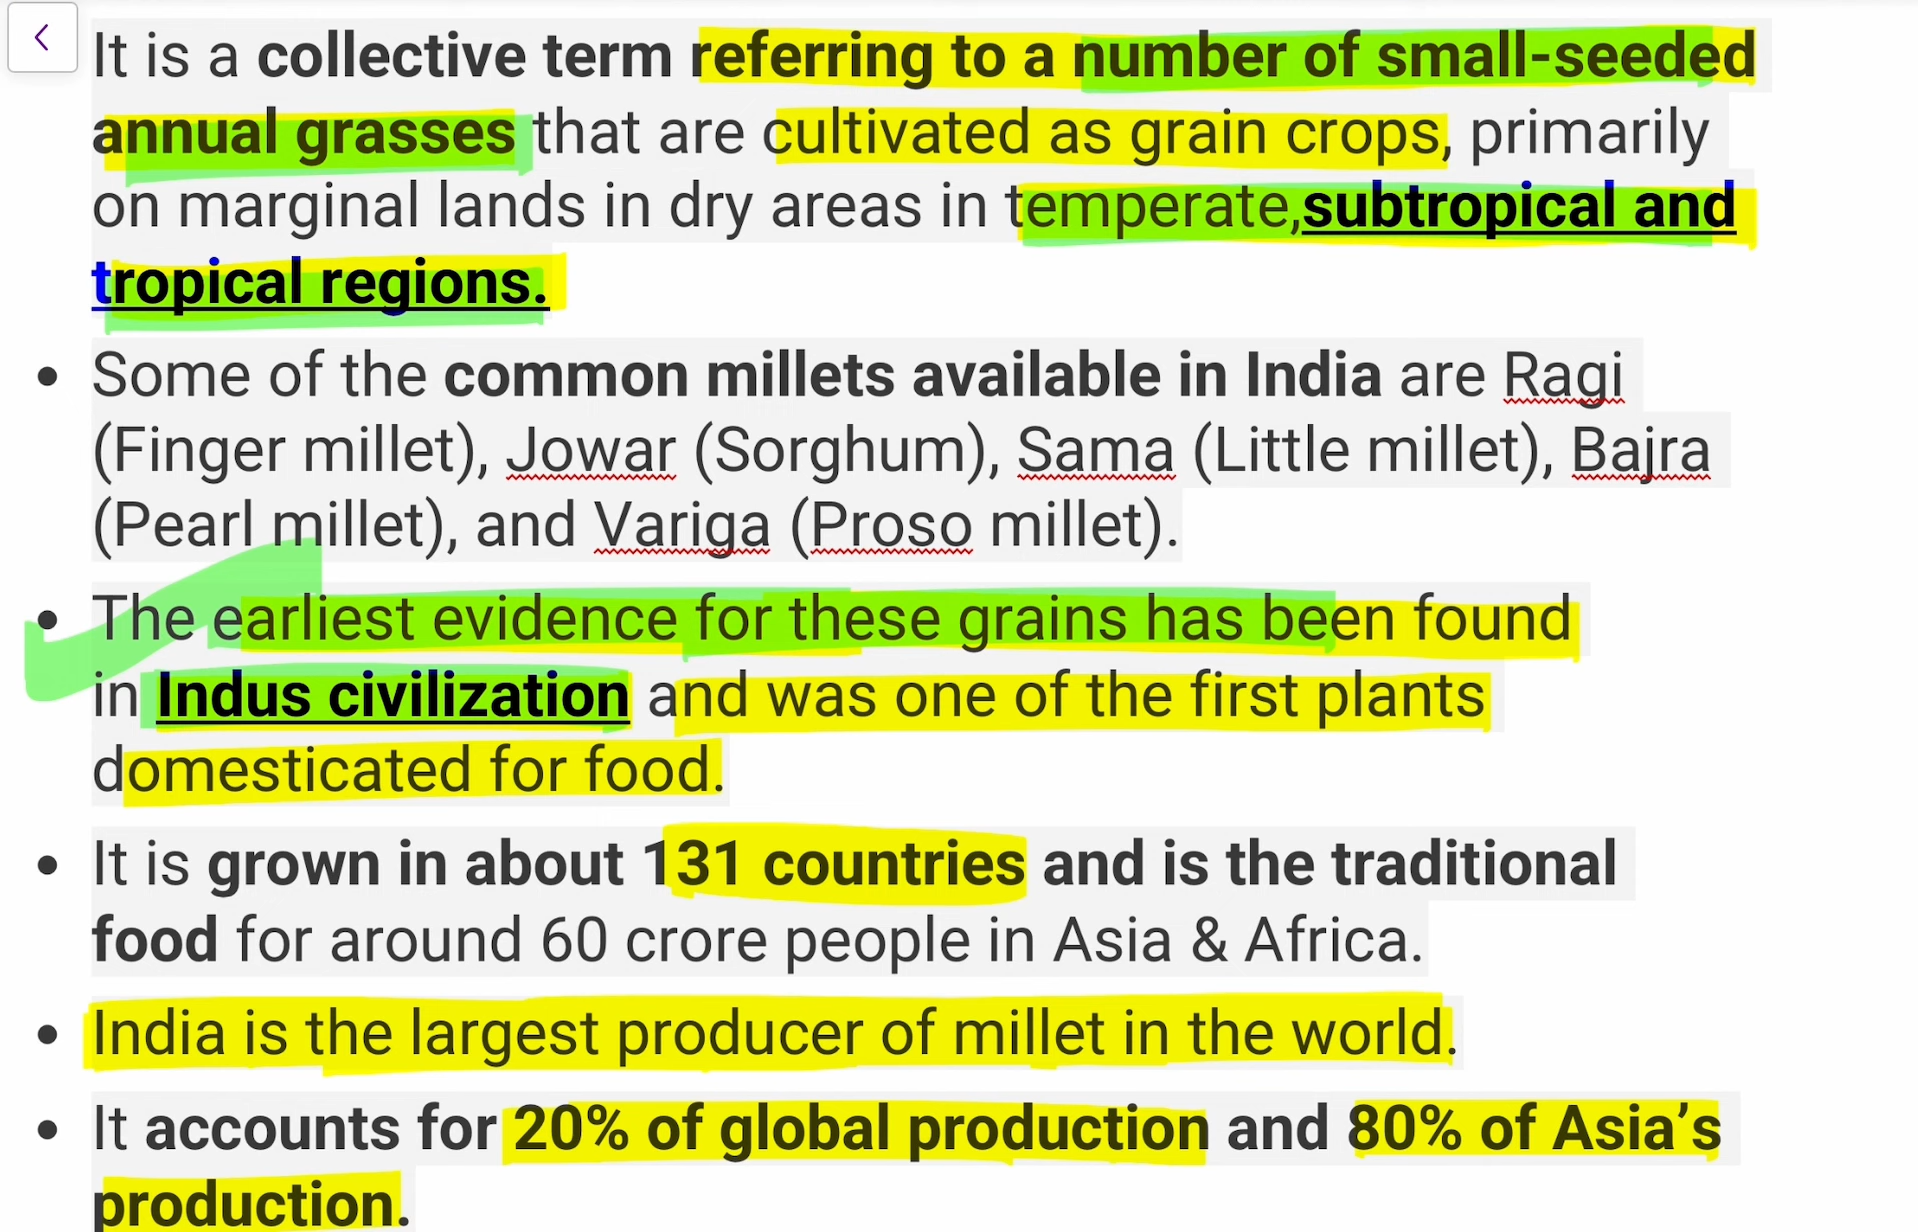 It is a collective term referring to a number of small-seeded
annual grasses that are cultivated as grain crops, primarily
on marginal lands in dry areas in temperate,subtropical and
tropical regions.
• Some of the common millets available in India are Ragi
(Finger millet), Jowar (Sorghum), Sama (Little millet), Bajra
(Pearl millet), and Variga (Proso millet).
• The earliest evidence for these grains has been found
in Indus civilization and was one of the first plants
domesticated for food.
• It is grown in about 131 countries and is the traditional
food for around 60 crore people in Asia & Africa.
• India is the largest producer of millet in the world.
• It accounts for 20% of global production and 80% of Asia’s
production.